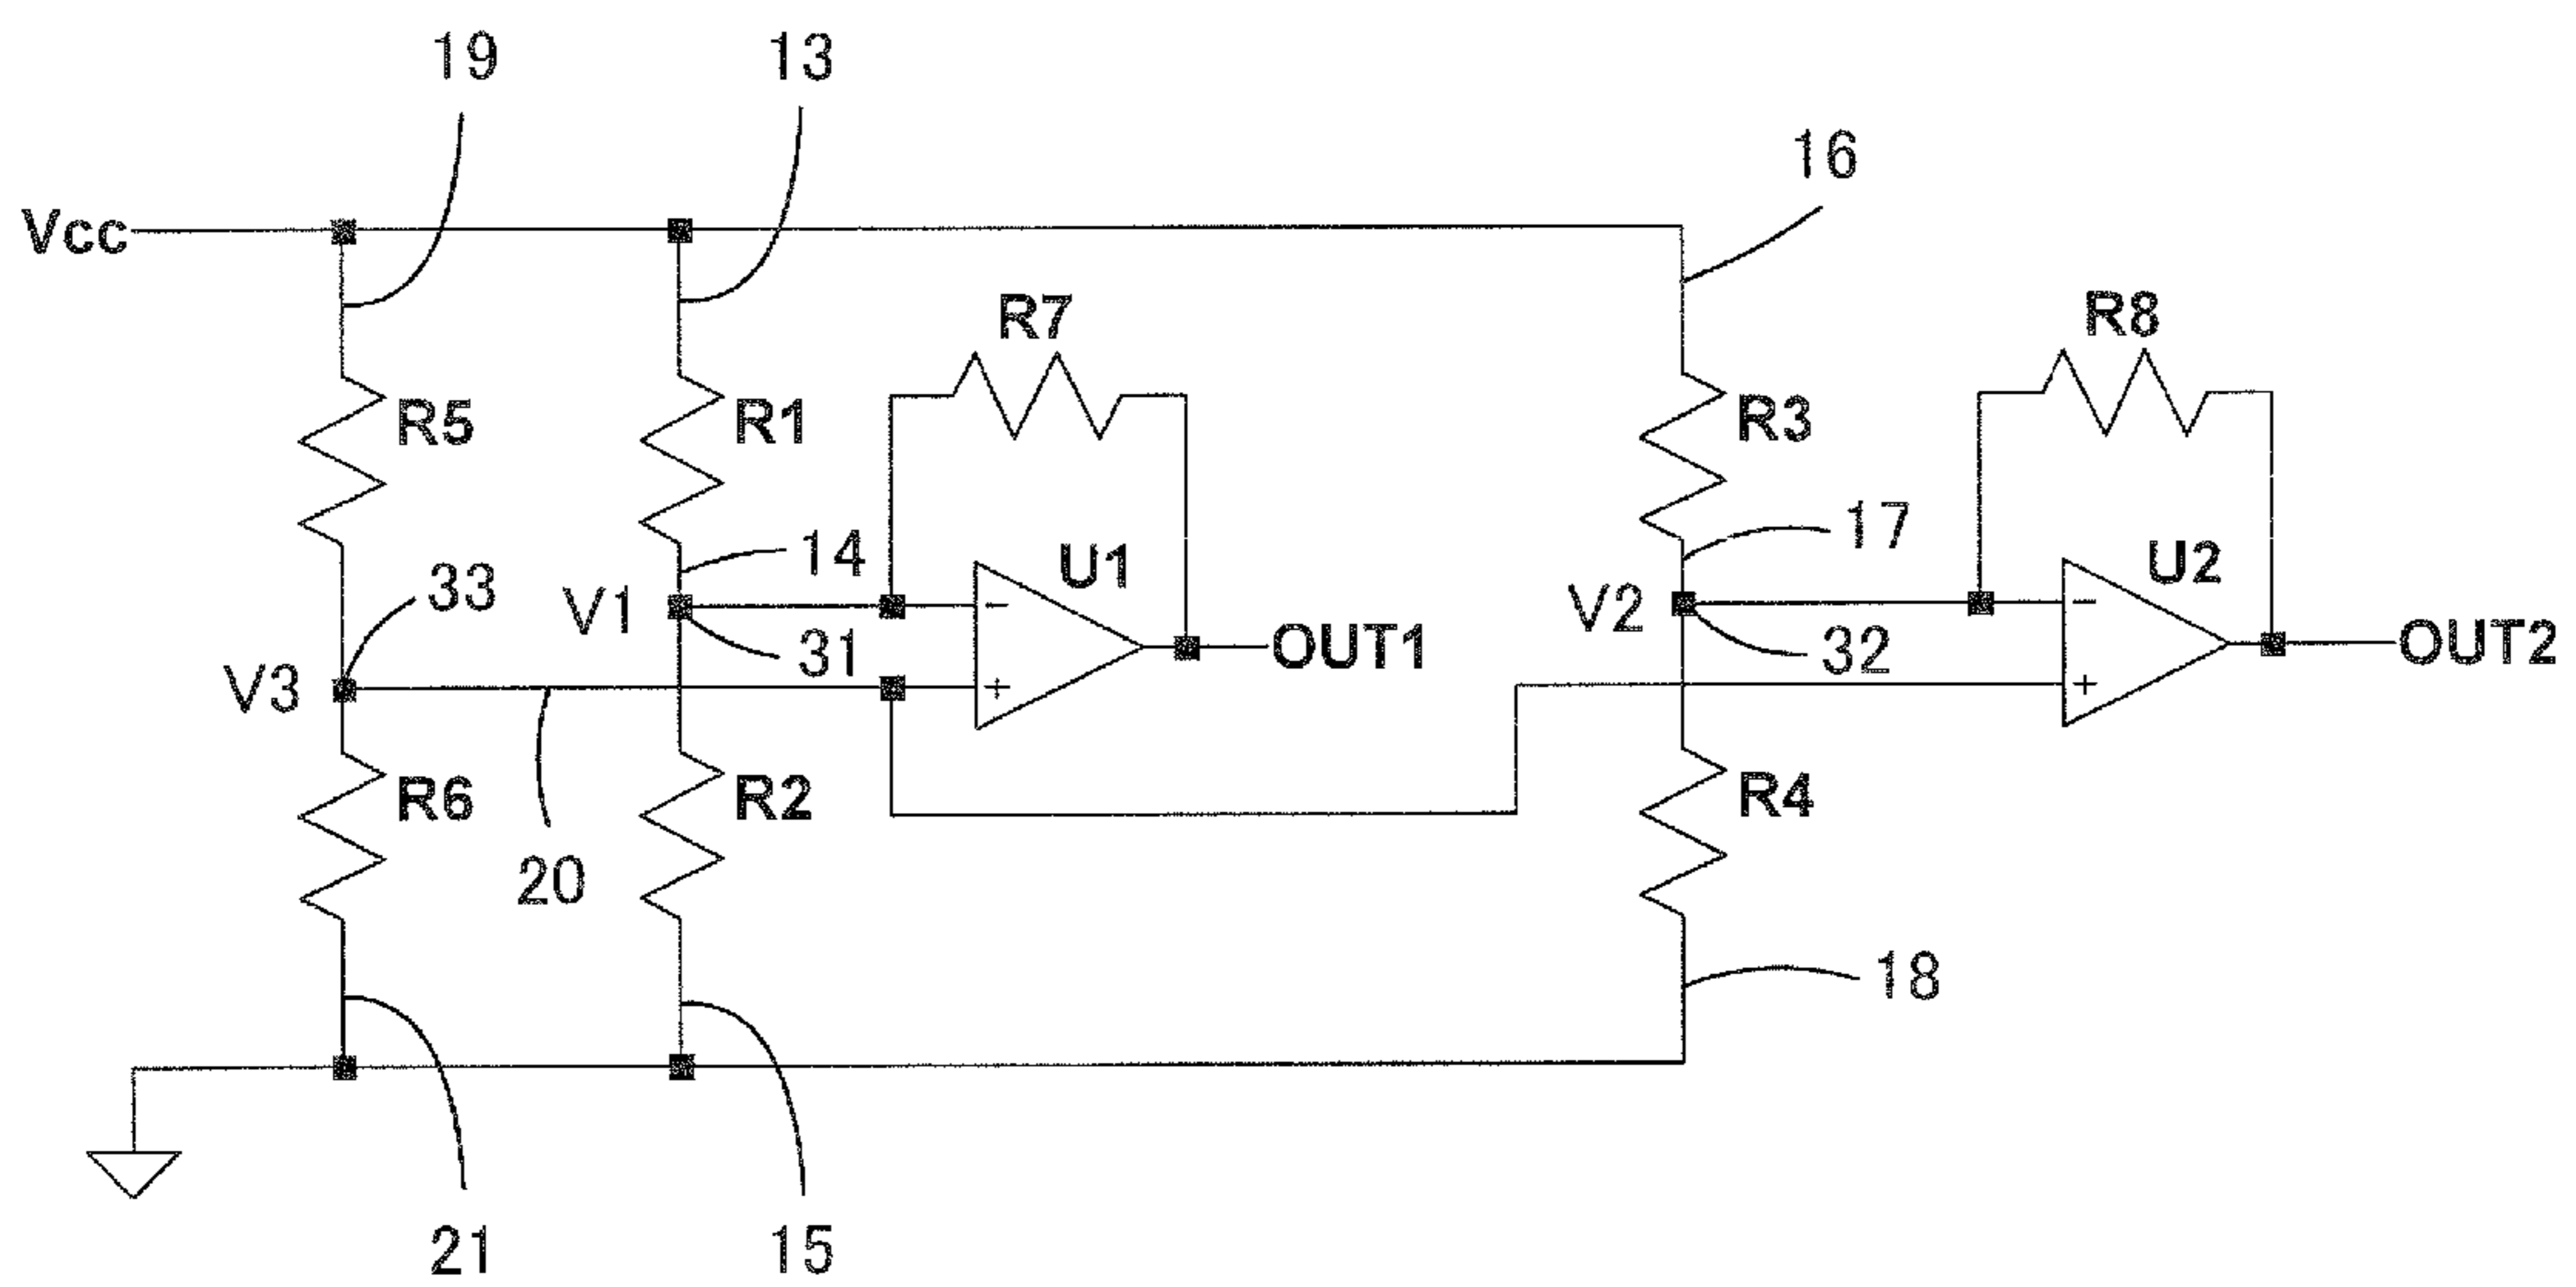 19
13
16
Vcc
R7
R8
R5
R1
R3
17
14
U1
U2
33
V1
V2
31
OUT1
32
OUT2
V3
−
+
−
+
R6
R2
R4
20
18
21
15